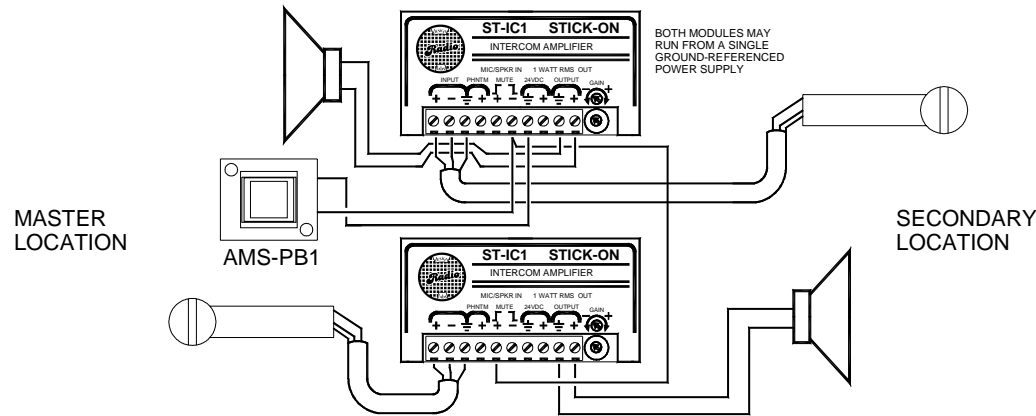 ST-IC1 STICK-ON
Radio
INTERCOM AMPLIFIER
MIC/SPKR IN 1 WATT RMS OUT
INPUT PHNTM MUTE 24VDC OUTPUT GAIN
+ − + + − + + − +
BOTH MODULES MAY
RUN FROM A SINGLE
GROUND-REFERENCED
POWER SUPPLY
MASTER
LOCATION
AMS-PB1
SECONDARY
LOCATION
ST-IC1 STICK-ON
Radio
INTERCOM AMPLIFIER
MIC/SPKR IN 1 WATT RMS OUT
PHNTM MUTE 24VDC OUTPUT GAIN
+ − + + − + + − +